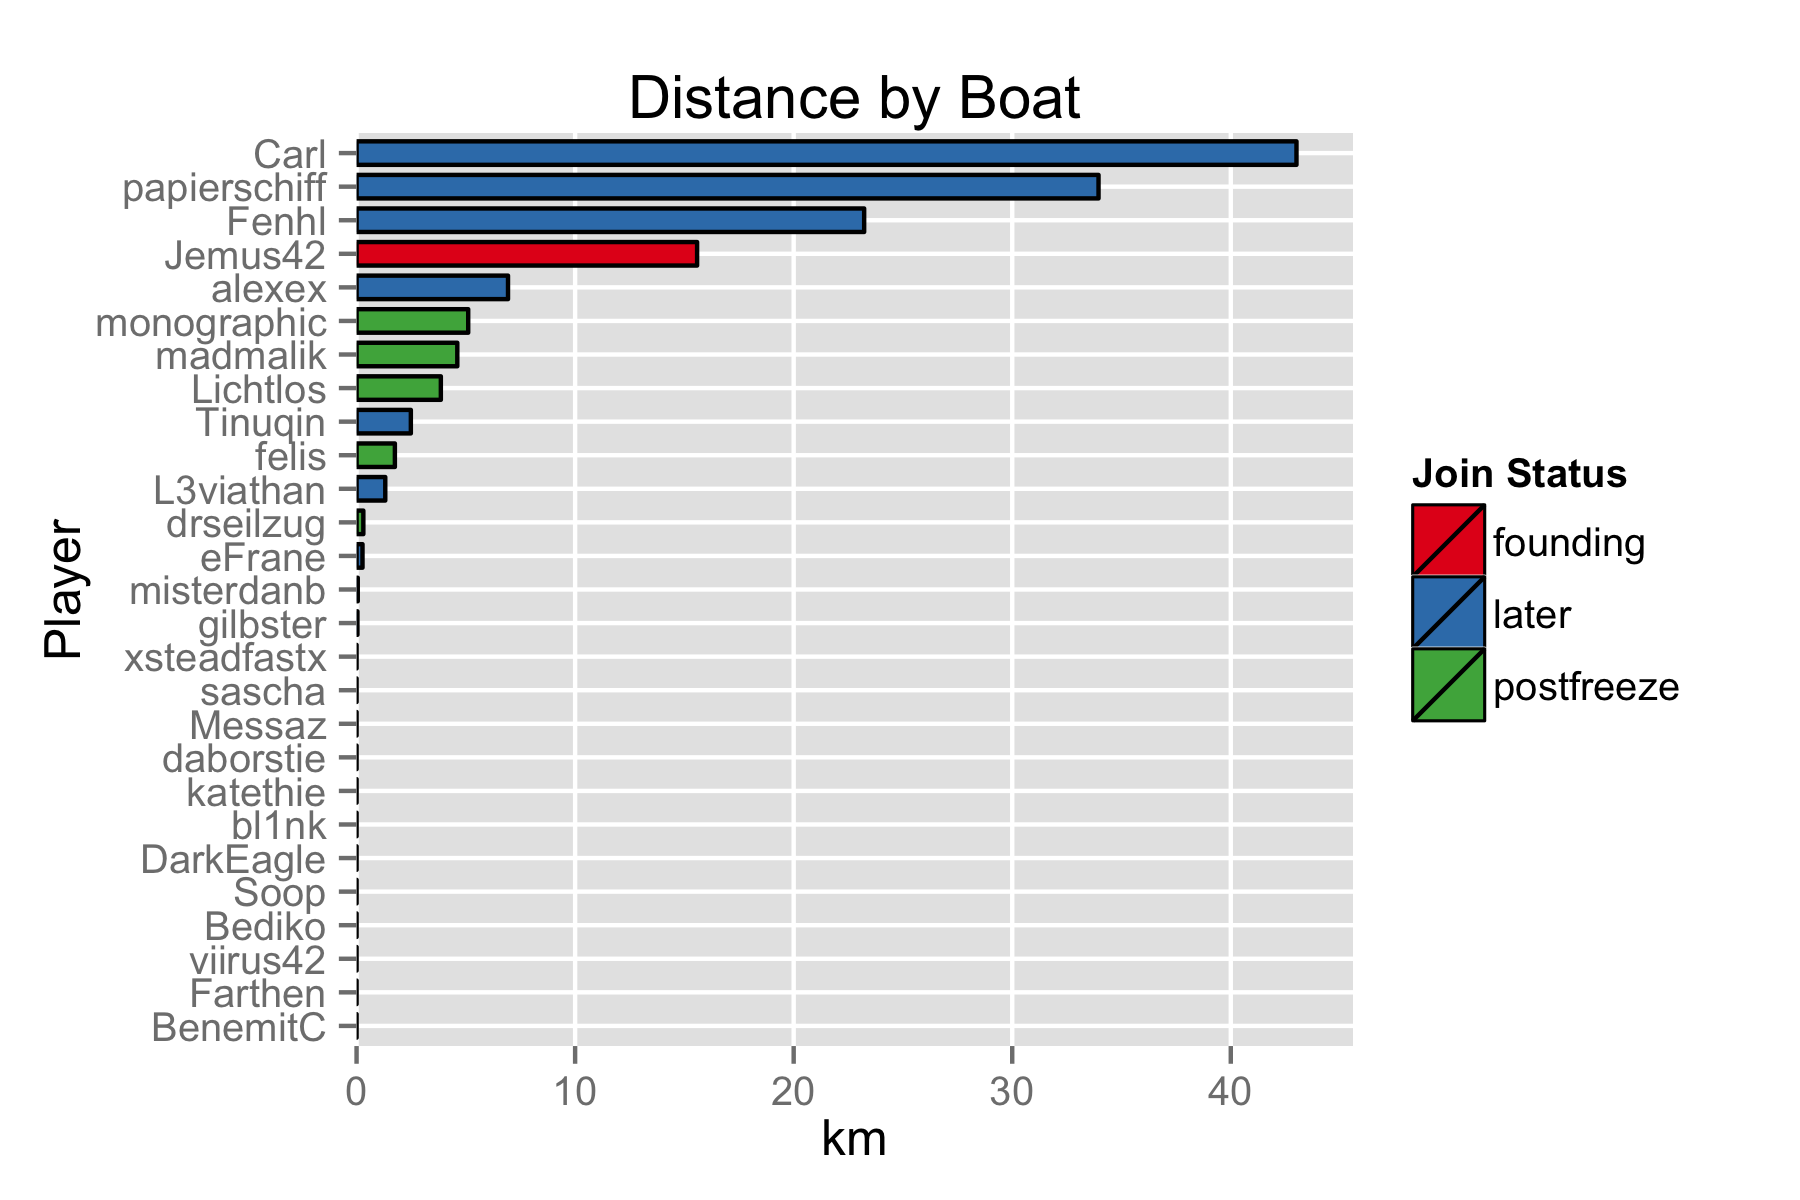 Distance by Boat
Player
Carl
papierschiff
Fenhl
Jemus42
alexex
monographic
madmalik
Lichtlos
Tinuqin
felis
L3viathan
drseilzug
eFrane
misterdanb
gilbster
xsteadfastx
sascha
Messaz
daborstie
katethie
bl1nk
DarkEagle
Soop
Bediko
viirus42
Farthen
BenemitC
0 10 20 30 40
km
Join Status
founding
later
postfreeze